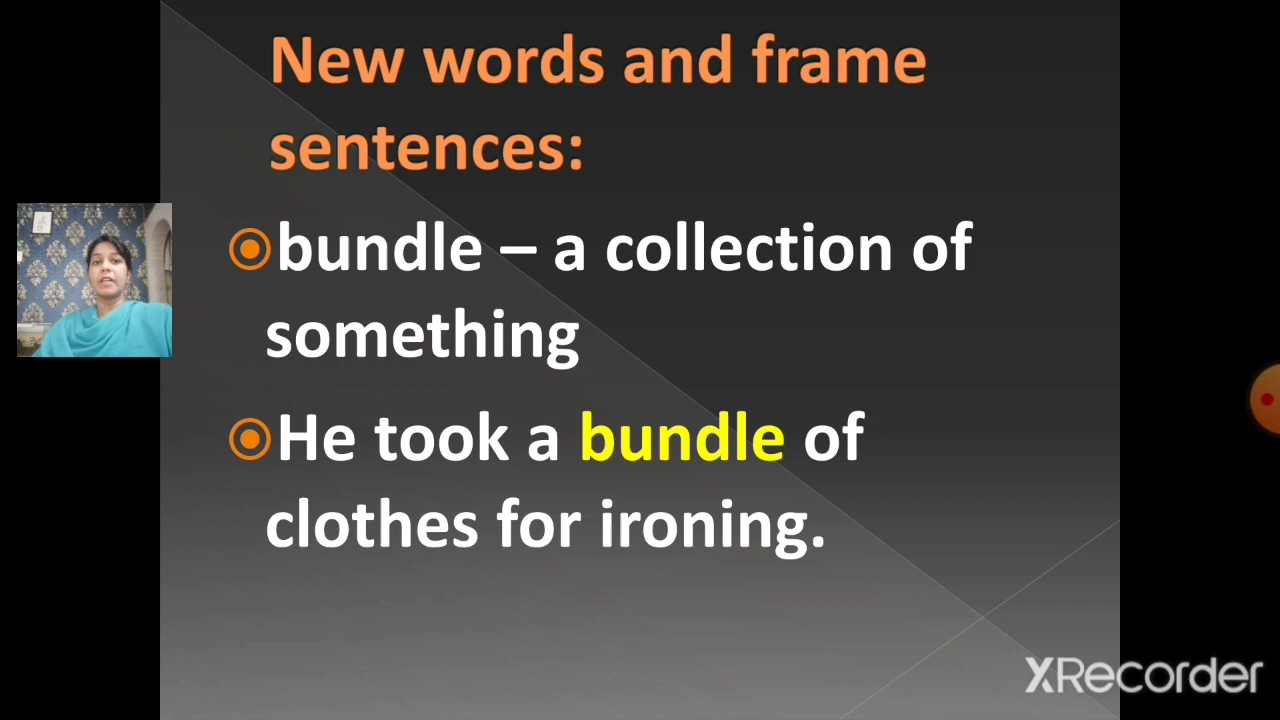 New words and frame
sentences:
bundle – a collection of
something
He took a bundle of
clothes for ironing.
XRecorder